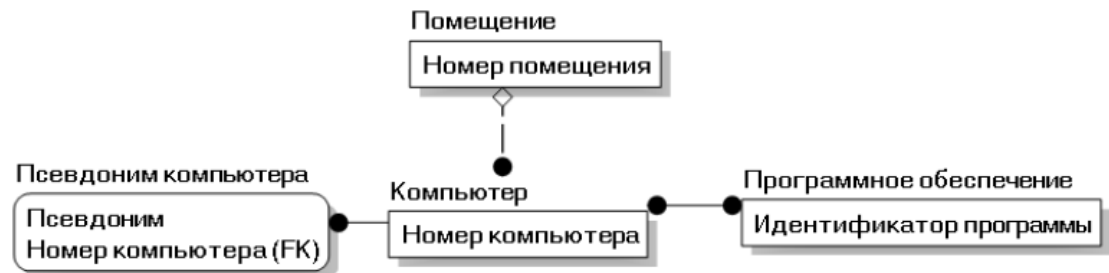 Помещение
Номер помещения
Псевдоним компьютера
Псевдоним
Номер компьютера (FK)
Компьютер
Номер компьютера
Программное обеспечение
Идентификатор программы